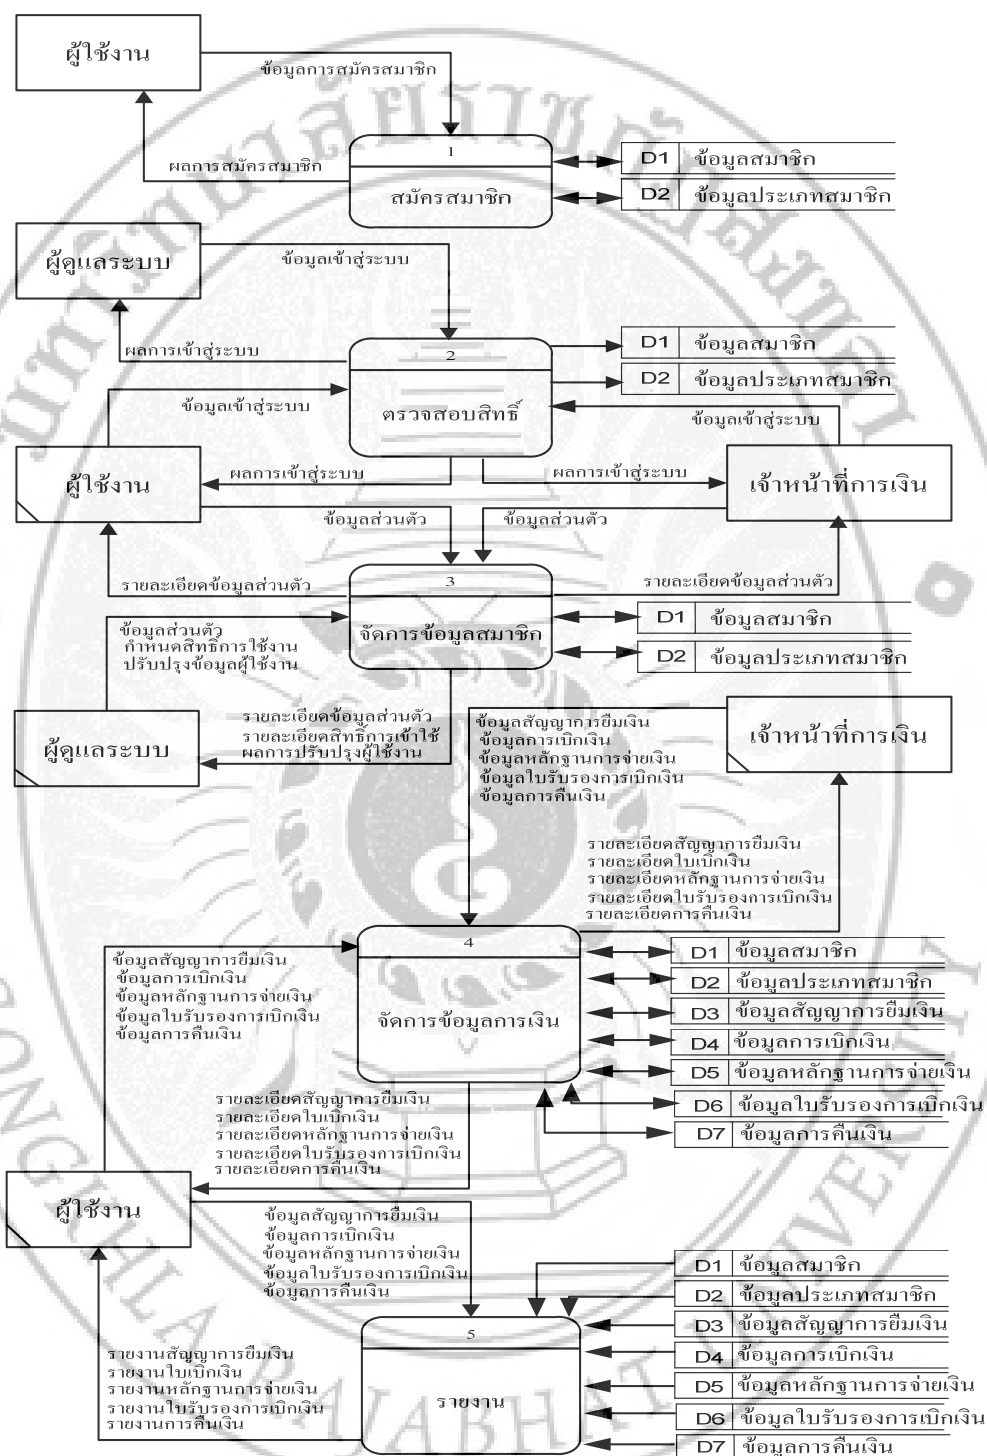 ผู้ใช้งาน
ข้อมูลการสมัครสมาชิก
ผลการสมัครสมาชิก
1
สมัครสมาชิก
D1 ข้อมูลสมาชิก
D2 ข้อมูลประเภทสมาชิก
ผู้ดูแลระบบ
ข้อมูลเข้าสู่ระบบ
ผลการเข้าสู่ระบบ
2
ตรวจสอบสิทธิ์
D1 ข้อมูลสมาชิก
D2 ข้อมูลประเภทสมาชิก
ข้อมูลเข้าสู่ระบบ
ข้อมูลเข้าสู่ระบบ
ผู้ใช้งาน
ผลการเข้าสู่ระบบ
ผลการเข้าสู่ระบบ
เจ้าหน้าที่การเงิน
ข้อมูลส่วนตัว
ข้อมูลส่วนตัว
รายละเอียดข้อมูลส่วนตัว
3
จัดการข้อมูลสมาชิก
รายละเอียดข้อมูลส่วนตัว
D1 ข้อมูลสมาชิก
D2 ข้อมูลประเภทสมาชิก
ข้อมูลส่วนตัว
กำหนดสิทธิ์การใช้งาน
ปรับปรุงข้อมูลผู้ใช้งาน
ผู้ดูแลระบบ
รายละเอียดข้อมูลส่วนตัว
รายละเอียดสิทธิ์การเข้าใช้
ผลการปรับปรุงผู้ใช้งาน
ข้อมูลสัญญาการยืมเงิน
ข้อมูลการเบิกเงิน
ข้อมูลหลักฐานการจ่ายเงิน
ข้อมูลใบรับรองการเบิกเงิน
ข้อมูลการคืนเงิน
เจ้าหน้าที่การเงิน
รายละเอียดสัญญาการยืมเงิน
รายละเอียดใบเบิกเงิน
รายละเอียดหลักฐานการจ่ายเงิน
รายละเอียดใบรับรองการเบิกเงิน
รายละเอียดการคืนเงิน
4
จัดการข้อมูลการเงิน
D1 ข้อมูลสมาชิก
D2 ข้อมูลประเภทสมาชิก
D3 ข้อมูลสัญญาการยืมเงิน
D4 ข้อมูลการเบิกเงิน
D5 ข้อมูลหลักฐานการจ่ายเงิน
D6 ข้อมูลใบรับรองการเบิกเงิน
D7 ข้อมูลการคืนเงิน
ข้อมูลสัญญาการยืมเงิน
ข้อมูลการเบิกเงิน
ข้อมูลหลักฐานการจ่ายเงิน
ข้อมูลใบรับรองการเบิกเงิน
ข้อมูลการคืนเงิน
รายละเอียดสัญญาการยืมเงิน
รายละเอียดใบเบิกเงิน
รายละเอียดหลักฐานการจ่ายเงิน
รายละเอียดใบรับรองการเบิกเงิน
รายละเอียดการคืนเงิน
ผู้ใช้งาน
ข้อมูลสัญญาการยืมเงิน
ข้อมูลการเบิกเงิน
ข้อมูลหลักฐานการจ่ายเงิน
ข้อมูลใบรับรองการเบิกเงิน
ข้อมูลการคืนเงิน
5
รายงาน
D1 ข้อมูลสมาชิก
D2 ข้อมูลประเภทสมาชิก
D3 ข้อมูลสัญญาการยืมเงิน
D4 ข้อมูลการเบิกเงิน
D5 ข้อมูลหลักฐานการจ่ายเงิน
D6 ข้อมูลใบรับรองการเบิกเงิน
D7 ข้อมูลการคืนเงิน
รายงานสัญญาการยืมเงิน
รายงานใบเบิกเงิน
รายงานหลักฐานการจ่ายเงิน
รายงานใบรับรองการเบิกเงิน
รายงานการคืนเงิน
SONGKHLA RAJABHAT UNIVERSITY